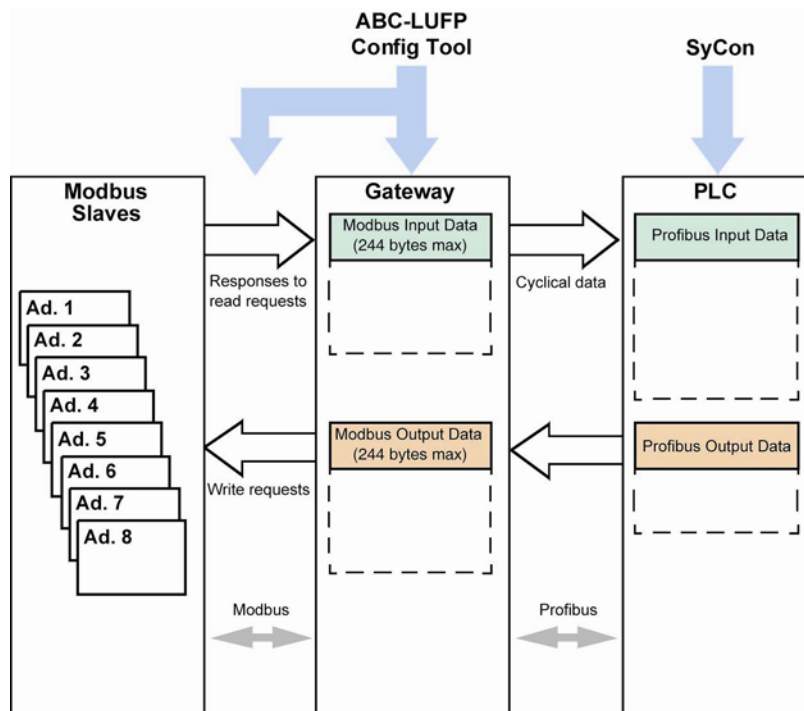 ABC-LUFP
Config Tool
SyCon
Modbus
Slaves
Gateway
PLC
Modbus Input Data
(244 bytes max)
Profibus Input Data
Responses to
read requests
Cyclical data
Ad. 1
Ad. 2
Ad. 3
Ad. 4
Ad. 5
Ad. 6
Ad. 7
Ad. 8
Modbus Output Data
(244 bytes max)
Profibus Output Data
Write requests
Modbus
Profibus